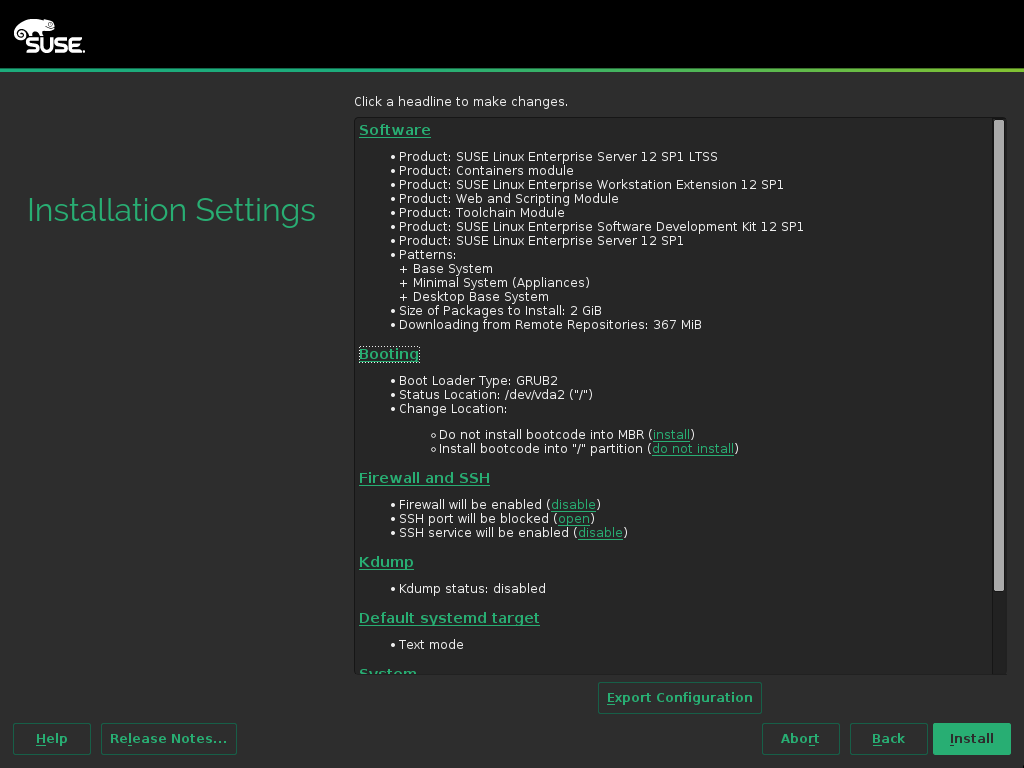 SUSE.
Click a headline to make changes.
Installation Settings
Software
• Product: SUSE Linux Enterprise Server 12 SP1 LTSS
• Product: Containers module
• Product: SUSE Linux Enterprise Workstation Extension 12 SP1
• Product: Web and Scripting Module
• Product: Toolchain Module
• Product: SUSE Linux Enterprise Software Development Kit 12 SP1
• Product: SUSE Linux Enterprise Server 12 SP1
• Patterns:
+ Base System
+ Minimal System (Appliances)
+ Desktop Base System
• Size of Packages to Install: 2 GiB
• Downloading from Remote Repositories: 367 MiB
Booting
• Boot Loader Type: GRUB2
• Status Location: /dev/vda2 ("/")
• Change Location:
◦ Do not install bootcode into MBR (install)
◦ Install bootcode into "/" partition (do not install)
Firewall and SSH
• Firewall will be enabled (disable)
• SSH port will be blocked (open)
• SSH service will be enabled (disable)
Kdump
• Kdump status: disabled
Default systemd target
• Text mode
System
Export Configuration
Help Release Notes... Abort Back Install